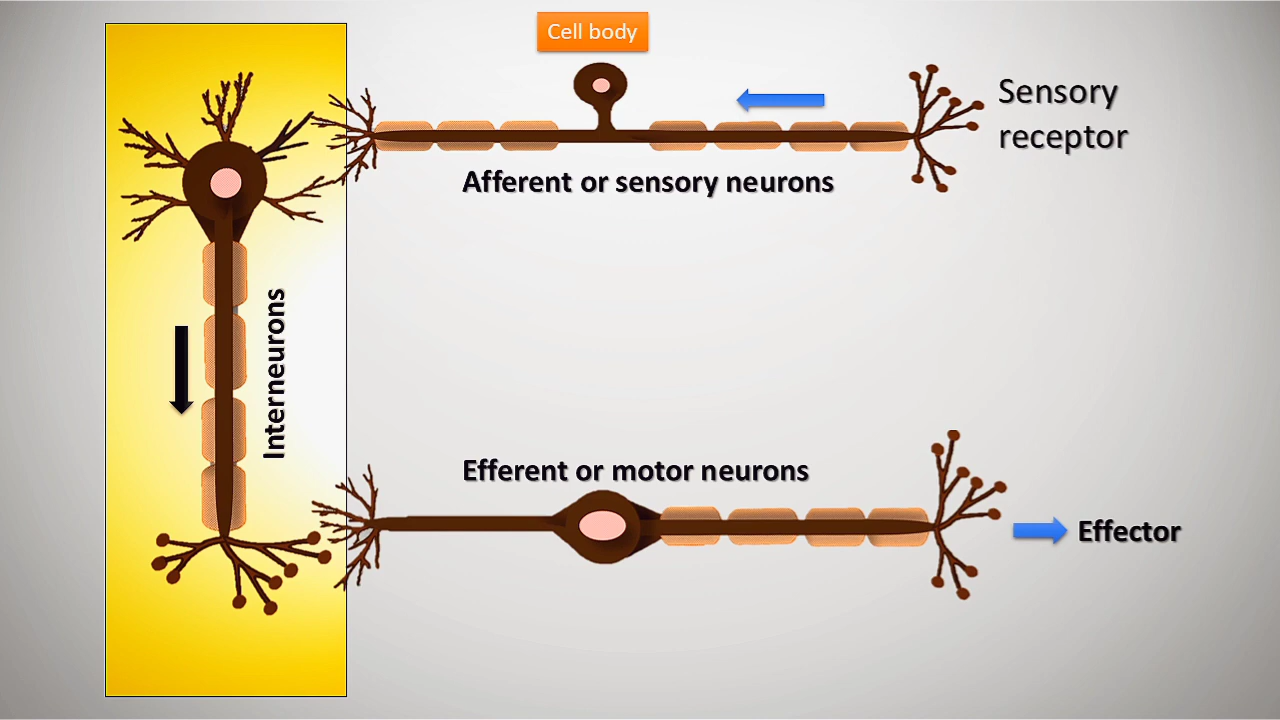 Cell body
Sensory
receptor
Afferent or sensory neurons
Interneurons
Efferent or motor neurons
Effector